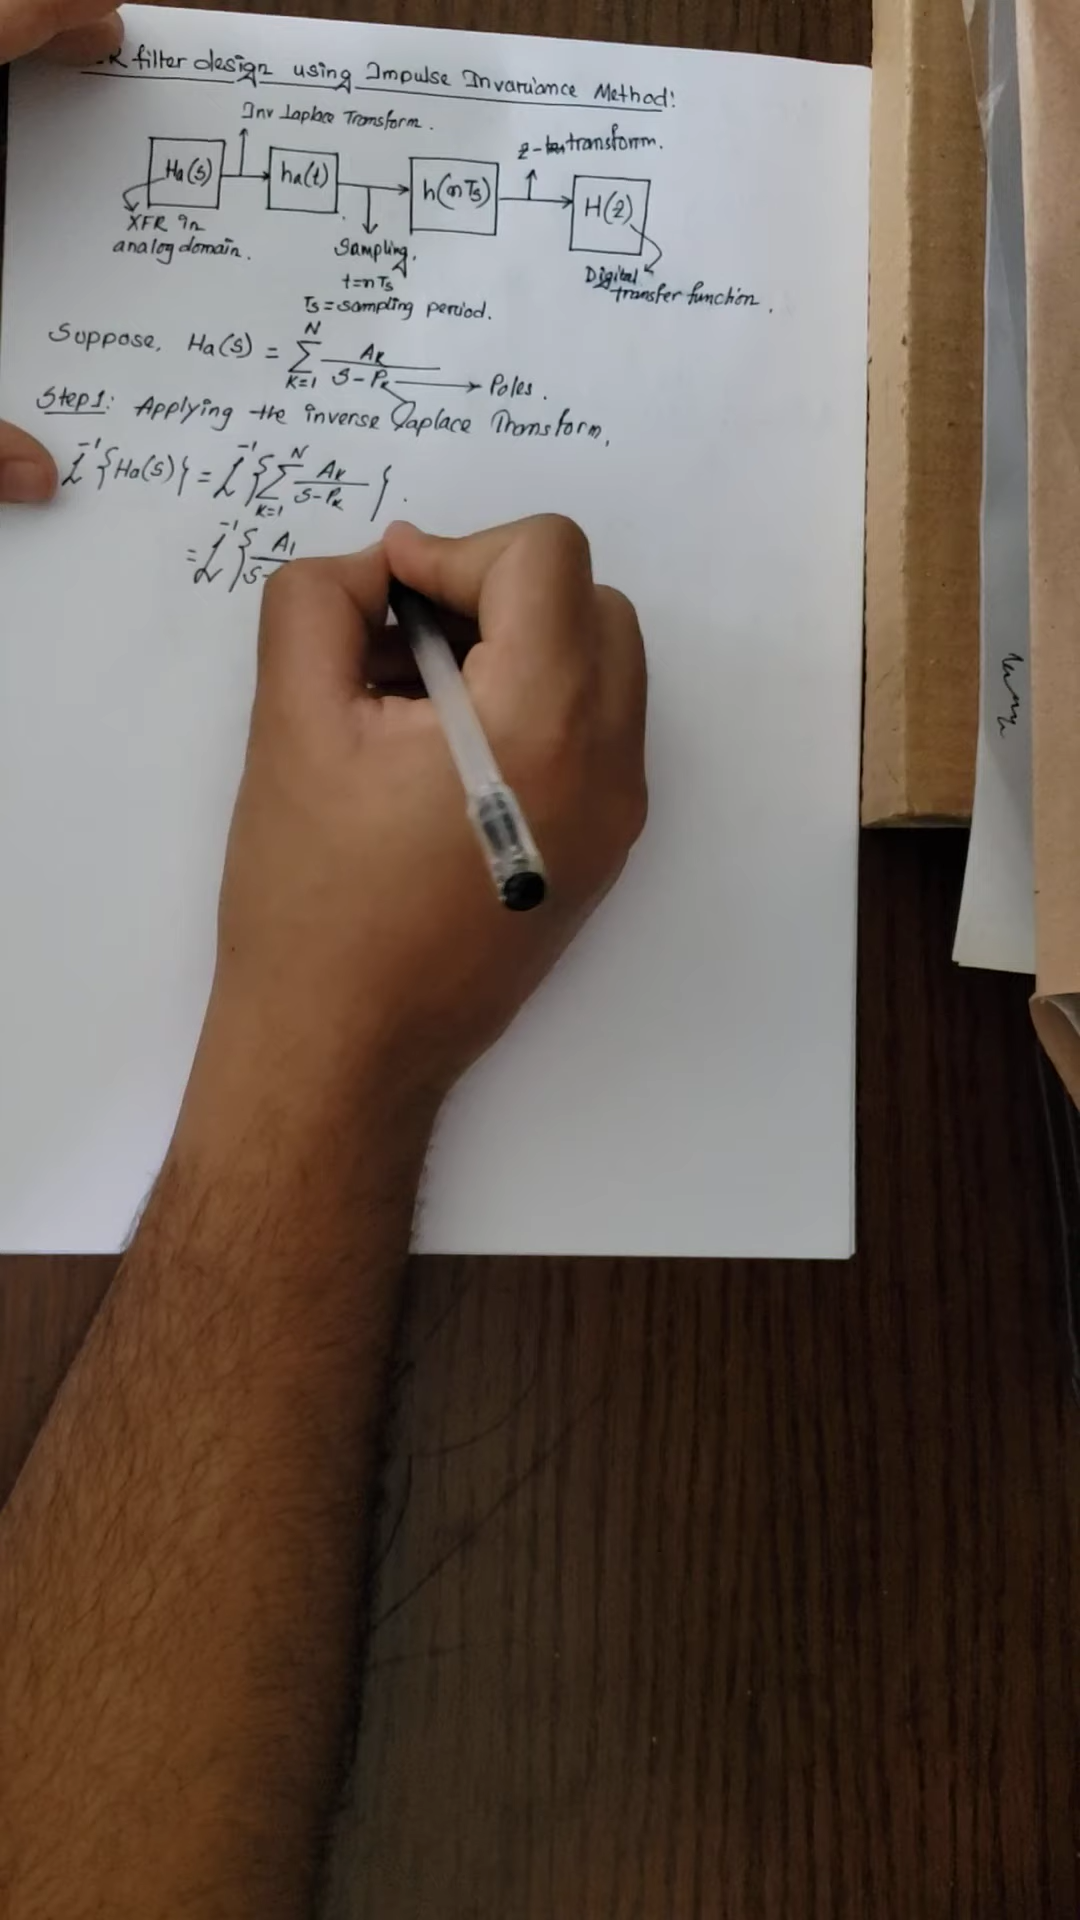 R filter design using Impulse Invariance Method:
Inv Laplace Transform.
z-transform.
Ha(s)
ha(t)
h(nTs)
H(z)
XFR in
analog domain.
Sampling.
t=nTs
Ts=sampling period.
Digital
transfer function.
Suppose, Ha(s) = N Σ K=1 Ak / S-Pk → Poles.
Step1: Applying the inverse Laplace Transform,
L⁻¹{Ha(s)} = L⁻¹{ N Σ K=1 Ak / S-Pk }.
= L⁻¹{ A1 / S-